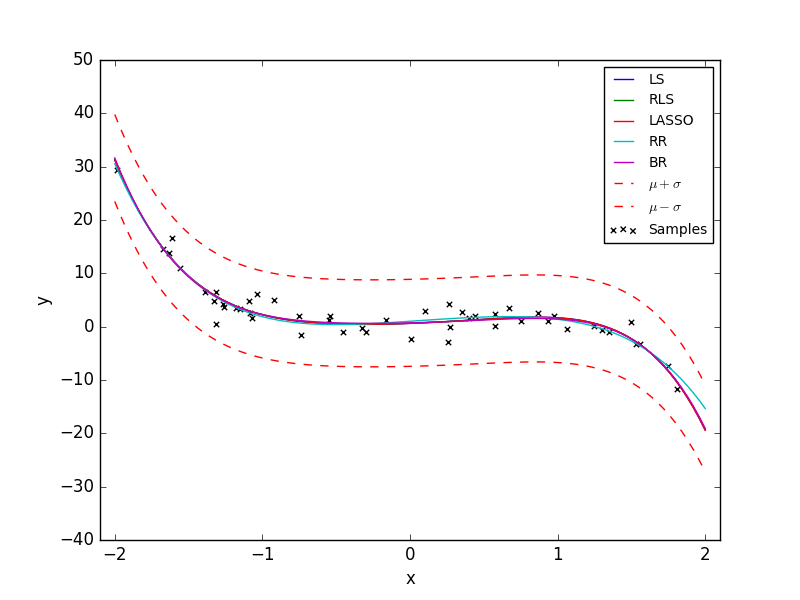 50
40
30
20
10
0
−10
−20
−30
−40
y
−2 −1 0 1 2
x
LS
RLS
LASSO
RR
BR
μ + σ
μ − σ
Samples